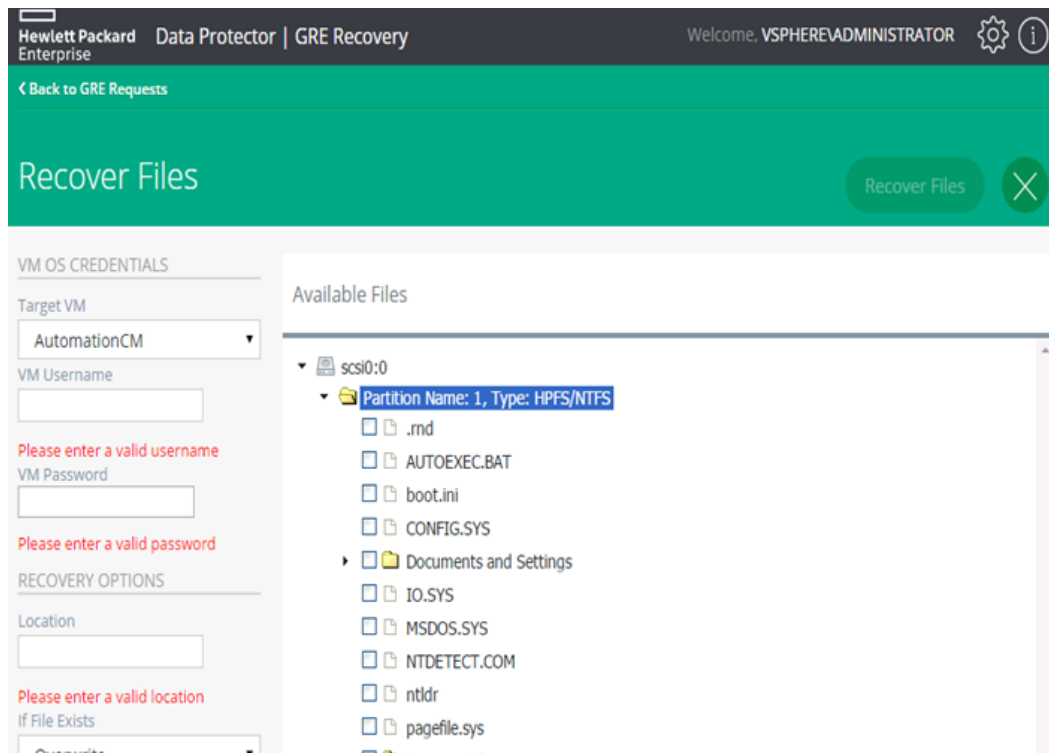 Hewlett Packard
Enterprise
Data Protector | GRE Recovery
Welcome, VSPHERE\ADMINISTRATOR
Back to GRE Requests
Recover Files
Recover Files
VM OS CREDENTIALS
Target VM
AutomationCM
VM Username
Please enter a valid username
VM Password
Please enter a valid password
RECOVERY OPTIONS
Location
Please enter a valid location
If File Exists
Overwrite
Available Files
scsi0:0
Partition Name: 1, Type: HPFS/NTFS
.rnd
AUTOEXEC.BAT
boot.ini
CONFIG.SYS
Documents and Settings
IO.SYS
MSDOS.SYS
NTDETECT.COM
ntldr
pagefile.sys